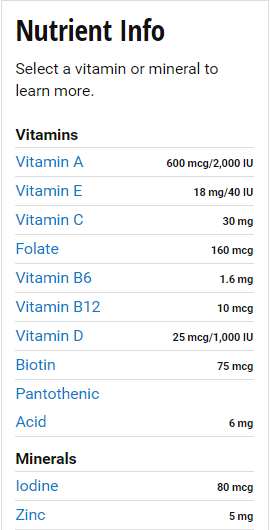 Nutrient Info
Select a vitamin or mineral to
learn more.
Vitamins
Vitamin A 600 mcg/2,000 IU
Vitamin E 18 mg/40 IU
Vitamin C 30 mg
Folate 160 mcg
Vitamin B6 1.6 mg
Vitamin B12 10 mcg
Vitamin D 25 mcg/1,000 IU
Biotin 75 mcg
Pantothenic
Acid 6 mg
Minerals
Iodine 80 mcg
Zinc 5 mg